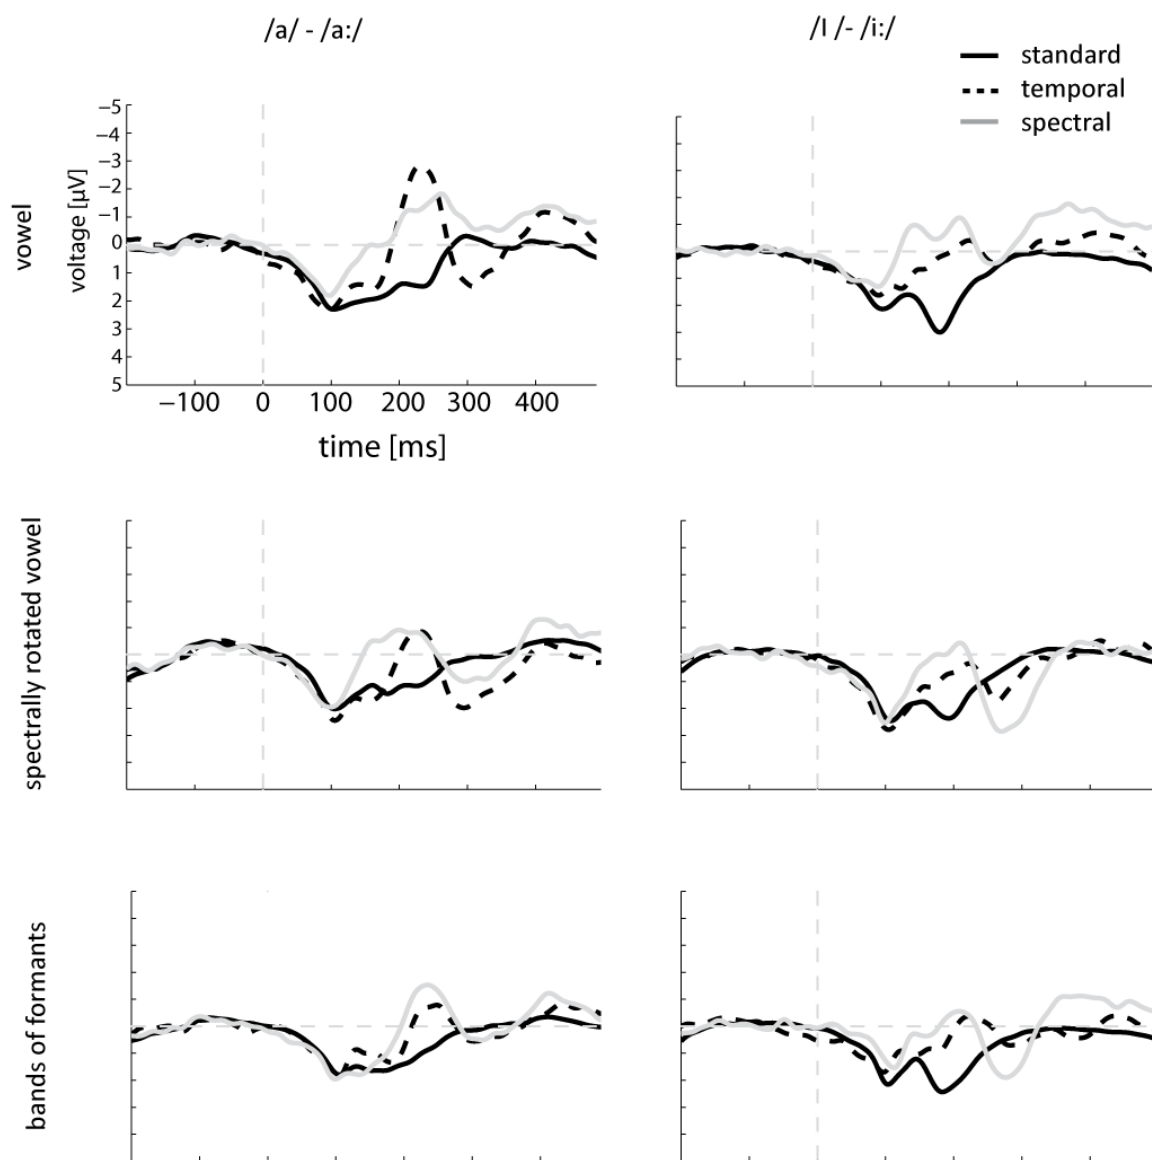 /a/ - /a:/
/I /- /i:/
standard
temporal
spectral
vowel
voltage [µV]
−5
−4
−3
−2
−1
0
1
2
3
4
5
−100 0 100 200 300 400
time [ms]
spectrally rotated vowel
bands of formants